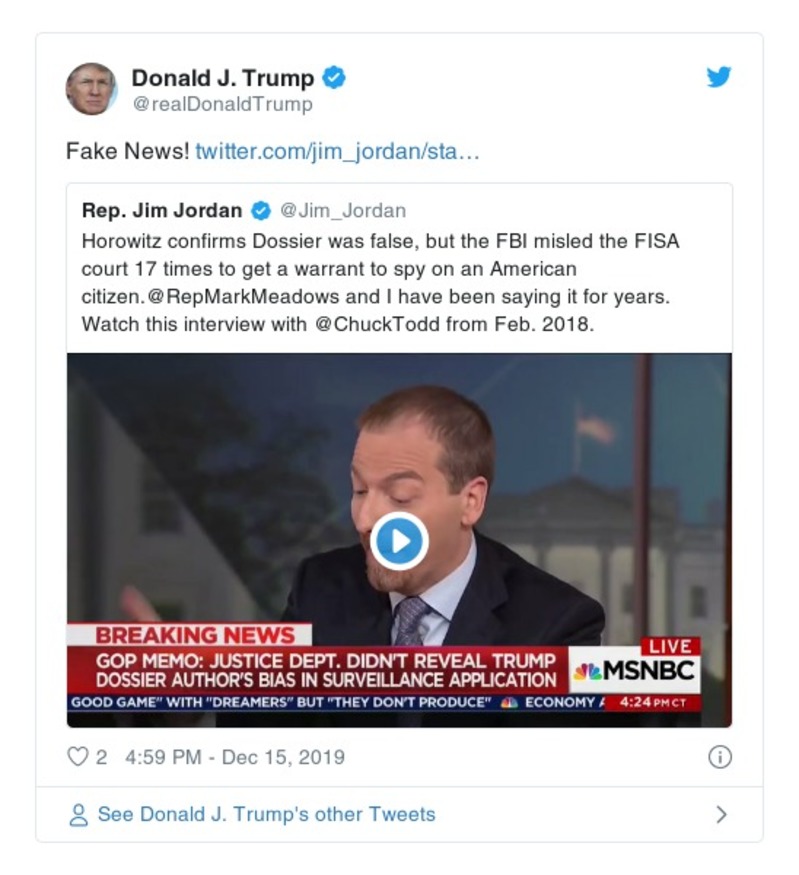 Donald J. Trump
@realDonaldTrump
Fake News! twitter.com/jim_jordan/sta…
Rep. Jim Jordan @Jim_Jordan
Horowitz confirms Dossier was false, but the FBI misled the FISA
court 17 times to get a warrant to spy on an American
citizen.@RepMarkMeadows and I have been saying it for years.
Watch this interview with @ChuckTodd from Feb. 2018.
BREAKING NEWS
LIVE
GOP MEMO: JUSTICE DEPT. DIDN'T REVEAL TRUMP
DOSSIER AUTHOR'S BIAS IN SURVEILLANCE APPLICATION
MSNBC
GOOD GAME" WITH "DREAMERS" BUT "THEY DON'T PRODUCE" ECONOMY 4:24 PM CT
2 4:59 PM - Dec 15, 2019
See Donald J. Trump's other Tweets